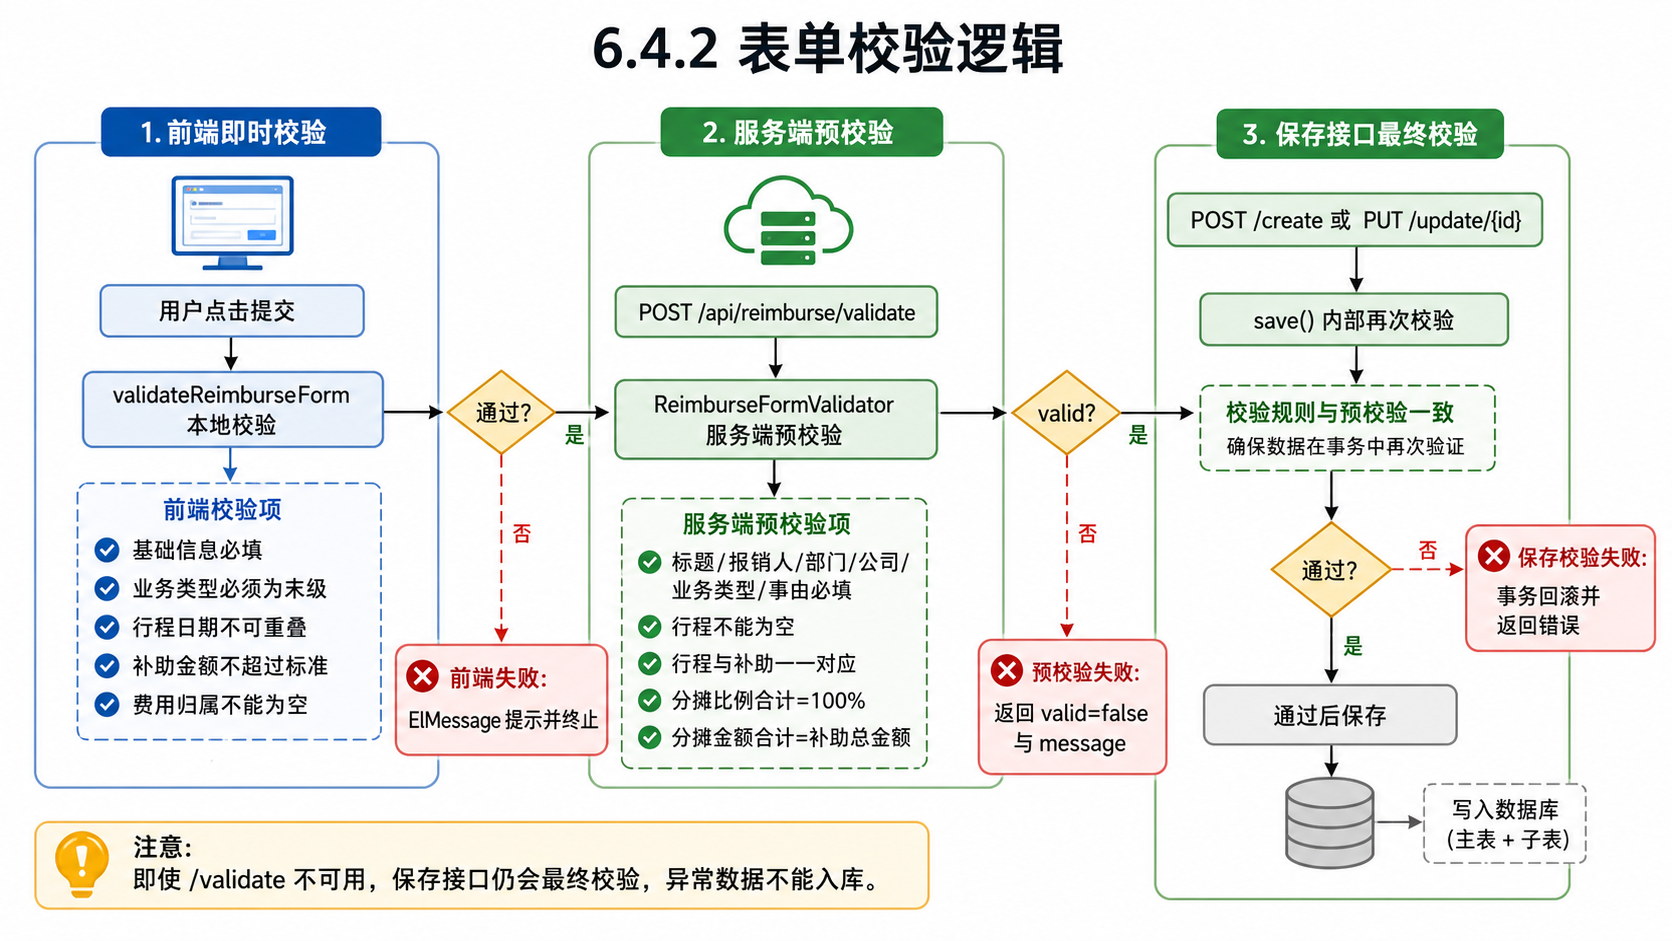 6.4.2 表单校验逻辑
1. 前端即时校验
用户点击提交
validateReimburseForm
本地校验
前端校验项
基础信息必填
业务类型必须为末级
行程日期不可重叠
补助金额不超过标准
费用归属不能为空
通过?
是
否
前端失败:
ElMessage 提示并终止
2. 服务端预校验
POST /api/reimburse/validate
ReimburseFormValidator
服务端预校验
服务端预校验项
标题/报销人/部门/公司/
业务类型/事由必填
行程不能为空
行程与补助一一对应
分摊比例合计=100%
分摊金额合计=补助总金额
valid?
是
否
预校验失败:
返回 valid=false
与 message
3. 保存接口最终校验
POST /create 或 PUT /update/{id}
save() 内部再次校验
校验规则与预校验一致
确保数据在事务中再次验证
通过?
否
保存校验失败:
事务回滚并
返回错误
是
通过后保存
写入数据库
(主表 + 子表)
注意:
即使 /validate 不可用，保存接口仍会最终校验，异常数据不能入库。